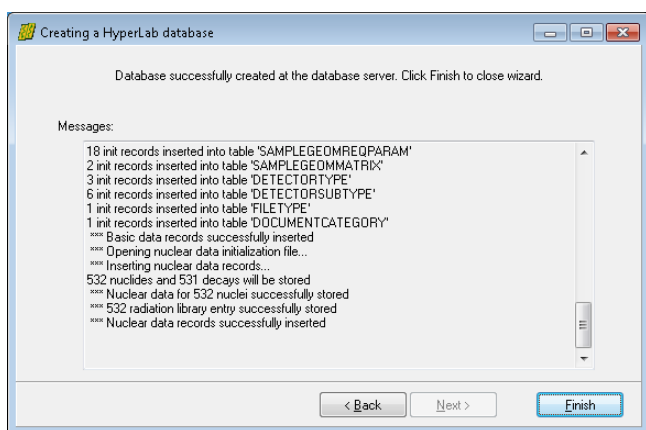 Creating a HyperLab database
Database successfully created at the database server. Click Finish to close wizard.
Messages:
18 init records inserted into table 'SAMPLEGEOMREQPARAM'
2 init records inserted into table 'SAMPLEGEOMMATRIX'
3 init records inserted into table 'DETECTORTYPE'
6 init records inserted into table 'DETECTORSUBTYPE'
1 init records inserted into table 'FILETYPE'
1 init records inserted into table 'DOCUMENTCATEGORY'
*** Basic data records successfully inserted
*** Opening nuclear data initialization file...
*** Inserting nuclear data records...
532 nuclides and 531 decays will be stored
*** Nuclear data for 532 nuclei successfully stored
*** 532 radiation library entry successfully stored
*** Nuclear data records successfully inserted
< Back Next > Finish